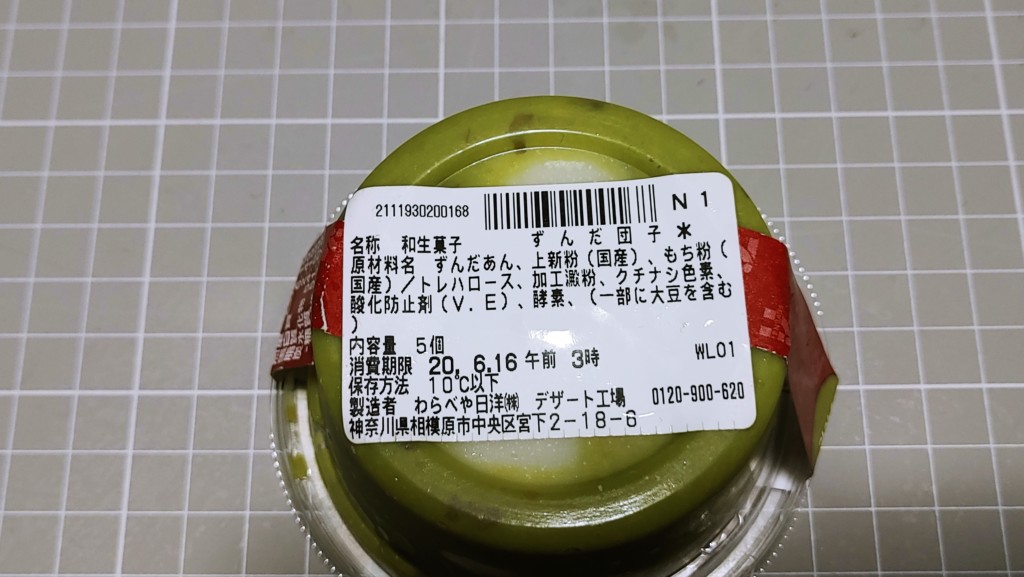 2111930200168 N1
名称 和生菓子 ずんだ団子 *
原材料名 ずんだあん、上新粉(国産)、もち粉(
国産)/トレハロース、加工澱粉、クチナシ色素、
酸化防止剤(V.E)、酵素、(一部に大豆を含む
)
内容量 5個
消費期限 20. 6.16 午前 3時 WL01
保存方法 10℃以下
製造者 わらべや日洋㈱ デザート工場 0120-900-620
神奈川県相模原市中央区宮下2-18-6